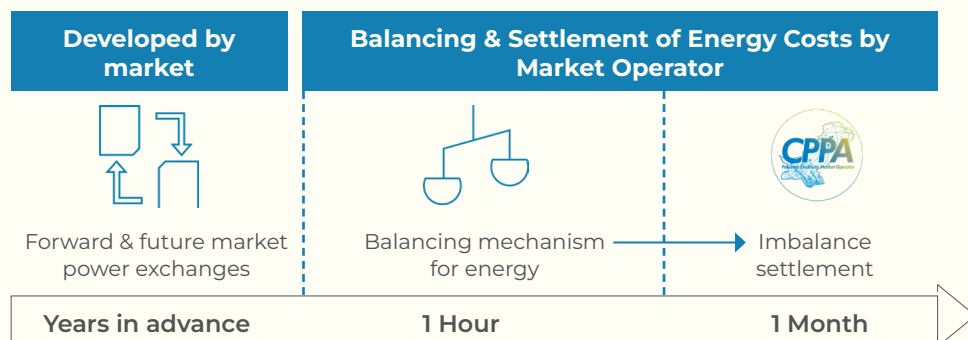 Developed by
market
Balancing & Settlement of Energy Costs by
Market Operator
CPPA
Forward & future market
power exchanges
Balancing mechanism
for energy
Imbalance
settlement
Years in advance
1 Hour
1 Month